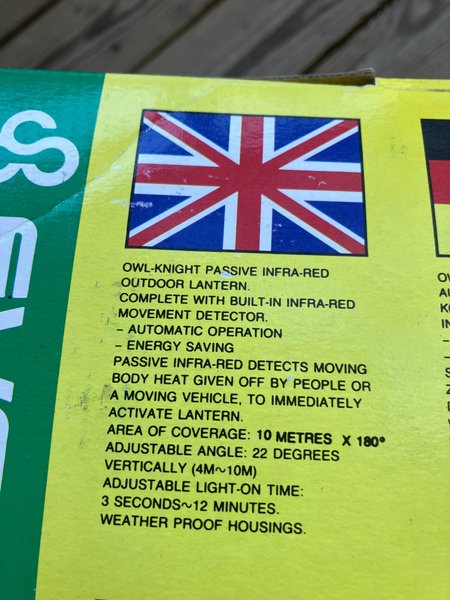 OWL-KNIGHT PASSIVE INFRA-RED
OUTDOOR LANTERN.
COMPLETE WITH BUILT-IN INFRA-RED
MOVEMENT DETECTOR.
– AUTOMATIC OPERATION
– ENERGY SAVING
PASSIVE INFRA-RED DETECTS MOVING
BODY HEAT GIVEN OFF BY PEOPLE OR
A MOVING VEHICLE, TO IMMEDIATELY
ACTIVATE LANTERN.
AREA OF COVERAGE: 10 METRES X 180°
ADJUSTABLE ANGLE: 22 DEGREES
VERTICALLY (4M~10M)
ADJUSTABLE LIGHT-ON TIME:
3 SECONDS~12 MINUTES.
WEATHER PROOF HOUSINGS.